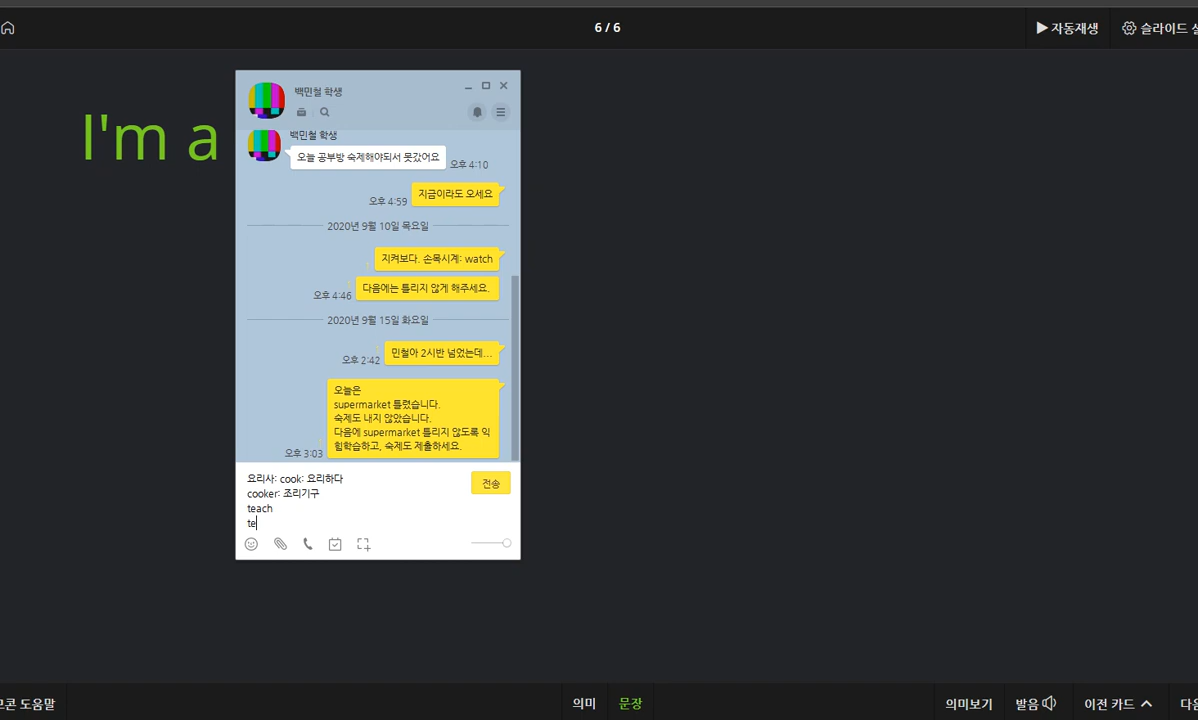 6 / 6
자동재생
슬라이드
I'm a
백민철 학생
백민철 학생
오늘 공부방 숙제해야되서 못갔어요
오후 4:10
지금이라도 오세요
오후 4:59
2020년 9월 10일 목요일
지켜보다. 손목시계: watch
1
다음에는 틀리지 않게 해주세요.
1
오후 4:46
2020년 9월 15일 화요일
민철아 2시반 넘었는데...
1
오후 2:42
오늘은
supermarket 틀렸습니다.
숙제도 내지 않았습니다.
다음에 supermarket 틀리지 않도록 익
힘학습하고, 숙제도 제출하세요.
1
오후 3:03
요리사: cook: 요리하다
cooker: 조리기구
teach
te
전송
도움말
의미
문장
의미보기
발음
이전 카드
다음